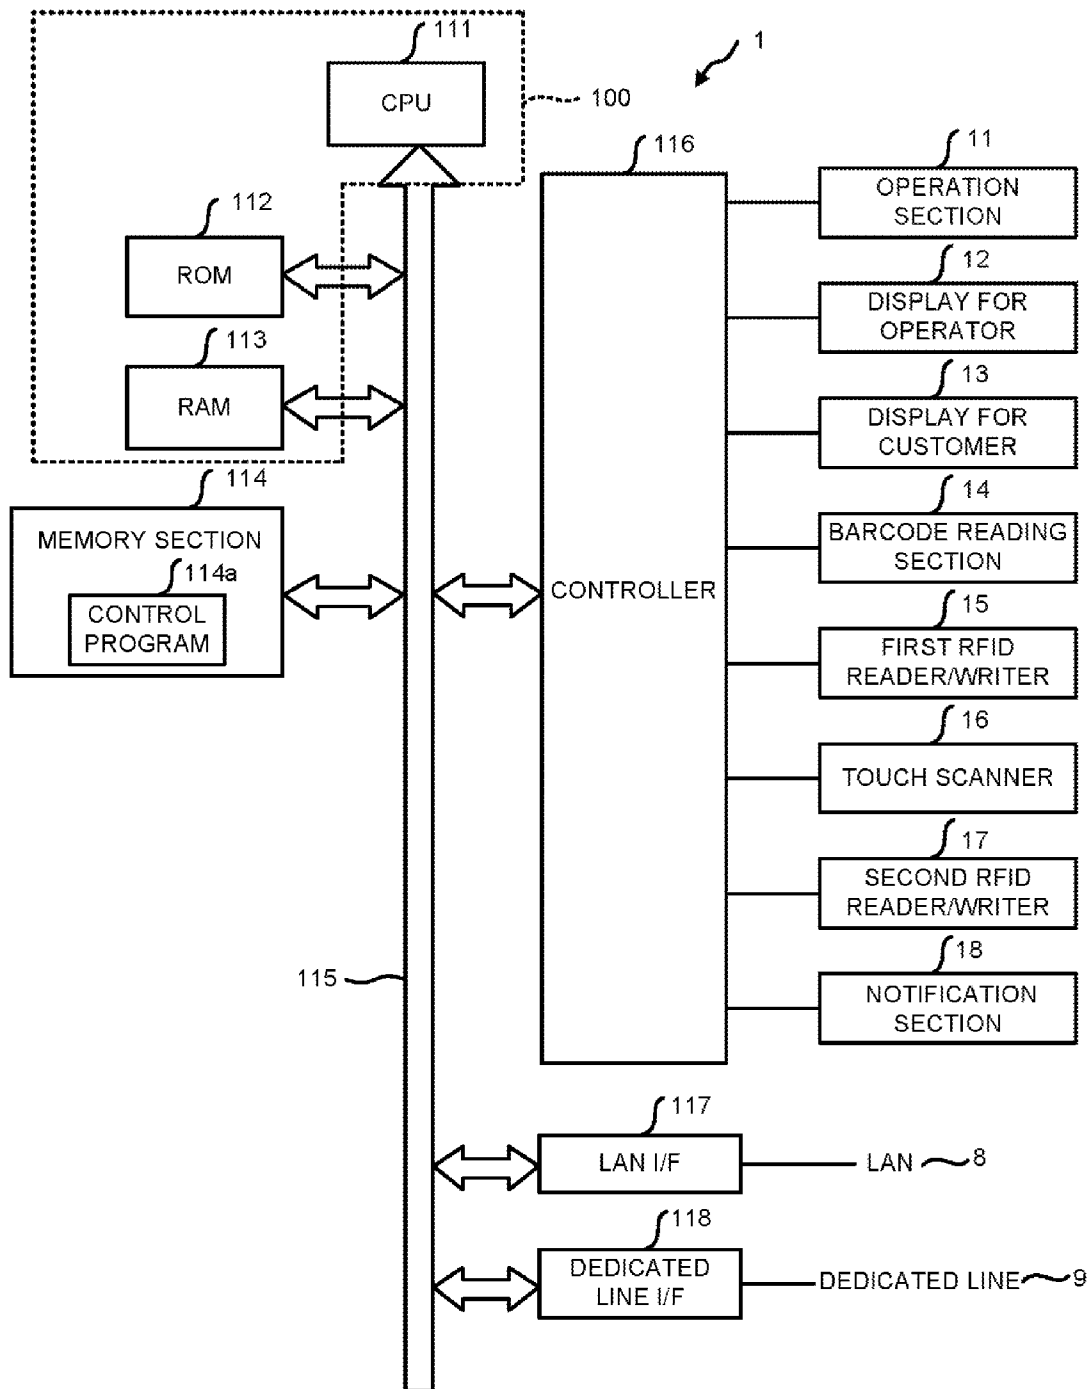 111
CPU
100
1
112
ROM
113
RAM
114
MEMORY SECTION
114a
CONTROL
PROGRAM
115
116
CONTROLLER
11
OPERATION
SECTION
12
DISPLAY FOR
OPERATOR
13
DISPLAY FOR
CUSTOMER
14
BARCODE READING
SECTION
15
FIRST RFID
READER/WRITER
16
TOUCH SCANNER
17
SECOND RFID
READER/WRITER
18
NOTIFICATION
SECTION
117
LAN I/F
LAN
8
118
DEDICATED
LINE I/F
DEDICATED LINE
9